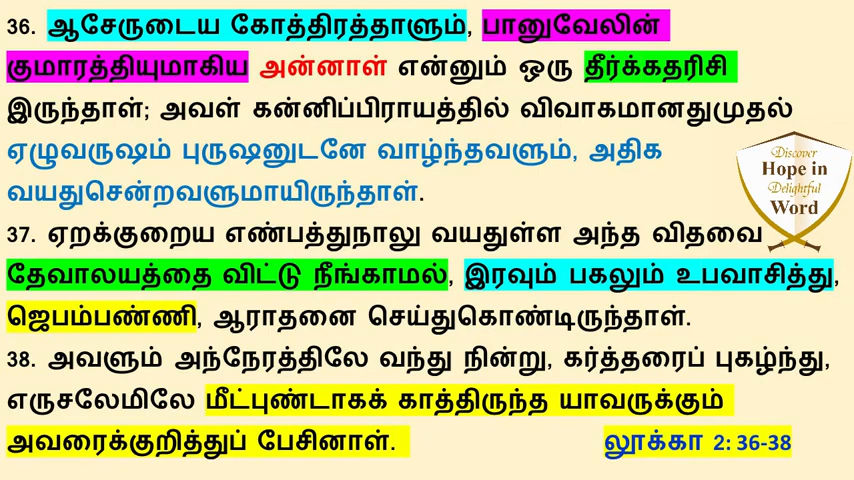 36. ஆசேருடைய கோத்திரத்தாளும், பானுவேலின்
குமாரத்தியுமாகிய அன்னாள் என்னும் ஒரு தீர்க்கதரிசி
இருந்தாள்; அவள் கன்னிப்பிராயத்தில் விவாகமானதுமுதல்
ஏழுவருஷம் புருஷனுடனே வாழ்ந்தவளும், அதிக
வயதுசென்றவளுமாயிருந்தாள்.
37. ஏறக்குறைய எண்பத்துநாலு வயதுள்ள அந்த விதவை
தேவாலயத்தை விட்டு நீங்காமல், இரவும் பகலும் உபவாசித்து,
ஜெபம்பண்ணி, ஆராதனை செய்துகொண்டிருந்தாள்.
38. அவளும் அந்நேரத்திலே வந்து நின்று, கர்த்தரைப் புகழ்ந்து,
எருசலேமிலே மீட்புண்டாகக் காத்திருந்த யாவருக்கும்
அவரைக்குறித்துப் பேசினாள். லூக்கா 2: 36-38
Discover
Hope in
Delightful
Word